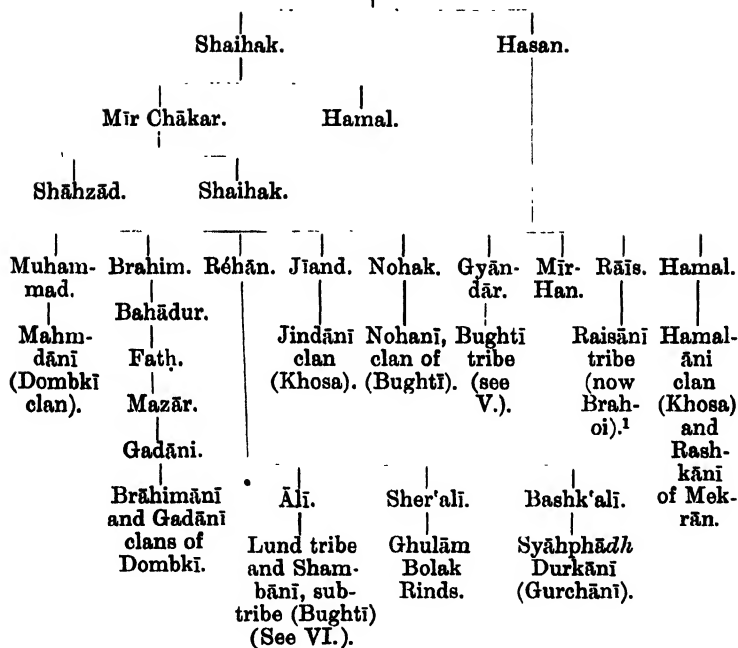 Shaihak. Hasan.
Mīr Chākar. Hamal.
Shāhzād. Shaihak.
Muham- Brahim. Réhān. Jīand. Nohak. Gyān- Mīr- Rāīs. Hamal.
mad. dār. Han.
Bahādur.
Mahm- Jindānī Nohanī, Bughtī Raisānī Hamal-
dānī clan clan of tribe tribe āni
(Dombkī Fatḥ. (Khosa). (Bughtī). (see (now clan
clan). V.). Brah- (Khosa)
Mazār. oi).¹ and
Rash-
Gadāni. kānī
Brāhimānī Ālī. Sher'alī. Bashk'alī. of Mek-
and Gadānī rān.
clans of Lund tribe Ghulām Syāhphādh
Dombkī. and Sham- Bolak Durkānī
bānī, sub- Rinds. (Gurchānī).
tribe (Bughtī)
(See VI.).